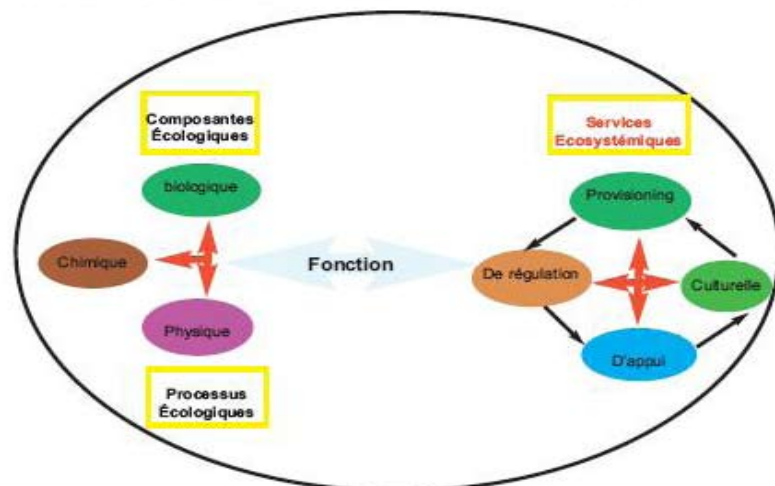 Composantes
Écologiques
biologique
Chimique
Physique
Processus
Écologiques
Fonction
Services
Ecosystémiques
Provisioning
De régulation
Culturelle
D'appui